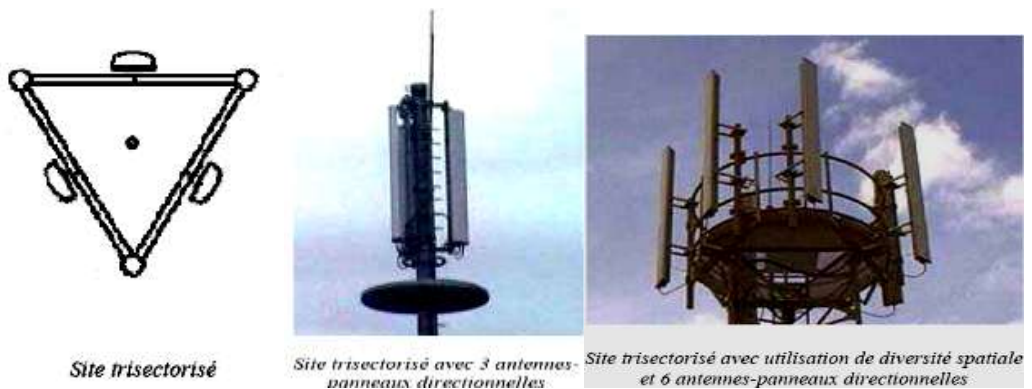 Site trisectorisé
Site trisectorisé avec 3 antennes-
panneaux directionnelles
Site trisectorisé avec utilisation de diversité spatiale
et 6 antennes-panneaux directionnelles